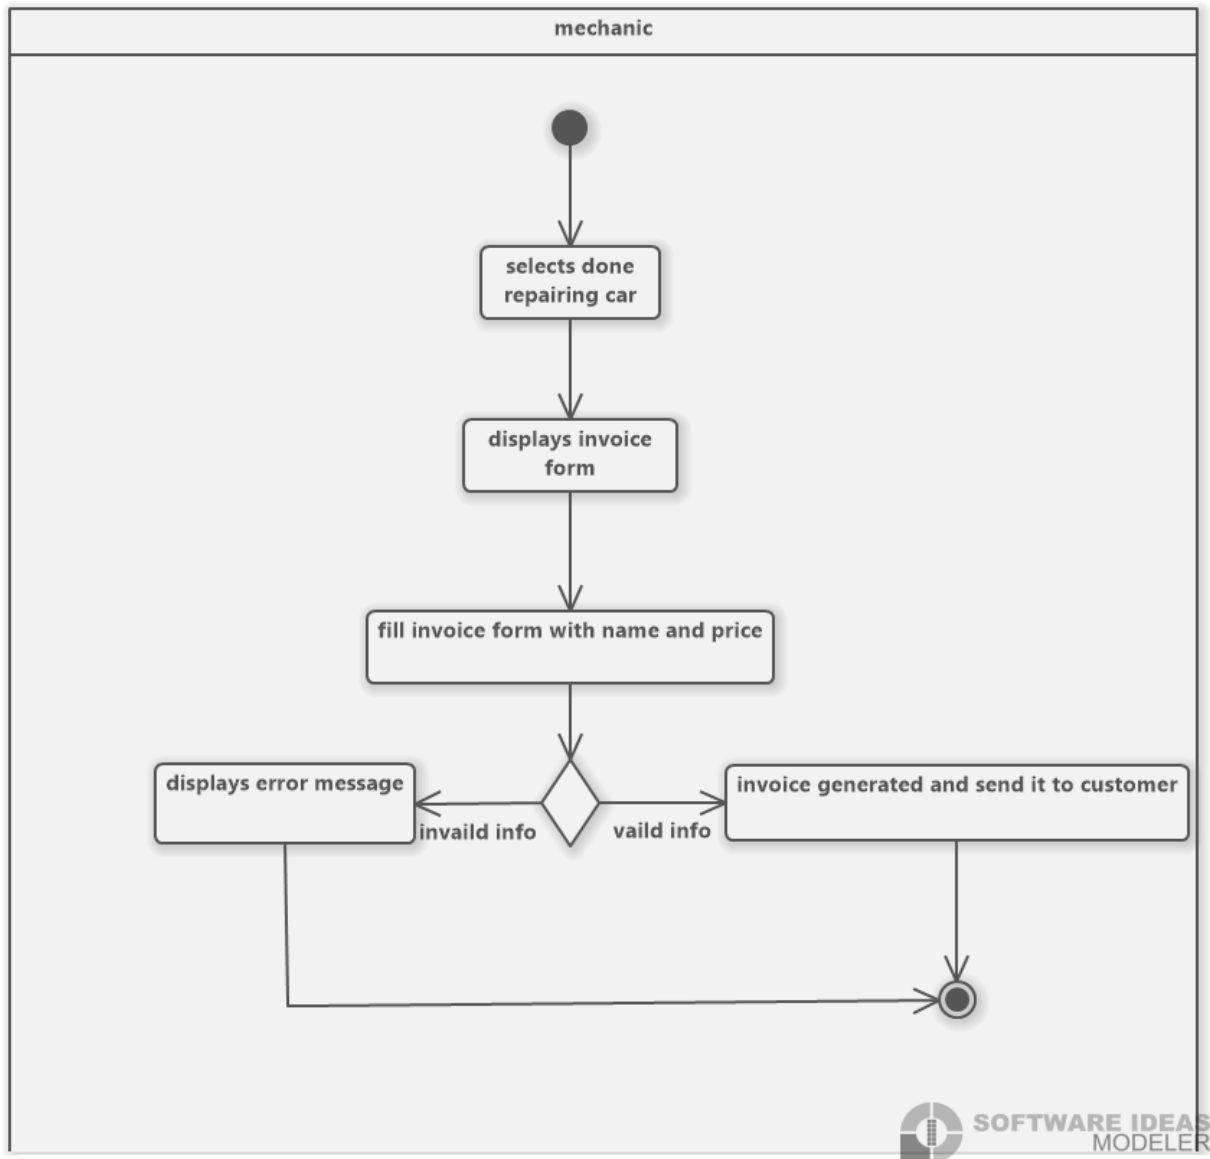 mechanic
selects done
repairing car
displays invoice
form
fill invoice form with name and price
displays error message
invoice generated and send it to customer
invaild info
vaild info
SOFTWARE IDEAS
MODELER